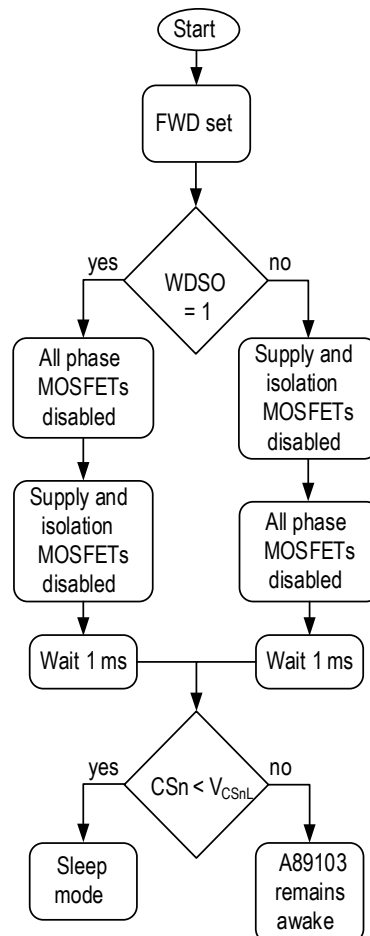 Start
FWD set
yes
no
WDSO
= 1
All phase
MOSFETs
disabled
Supply and
isolation
MOSFETs
disabled
Supply and
isolation
MOSFETs
disabled
All phase
MOSFETs
disabled
Wait 1 ms
Wait 1 ms
yes
no
CSn < VCSnL
Sleep
mode
A89103
remains
awake